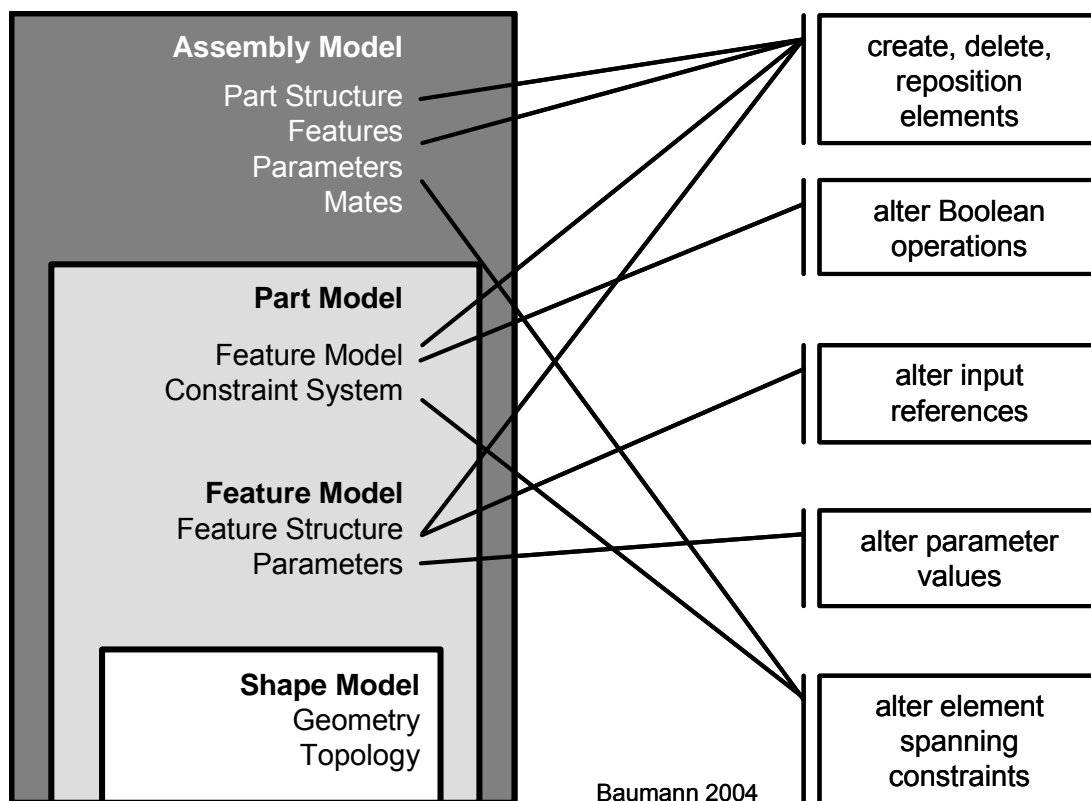 Assembly Model
Part Structure
Features
Parameters
Mates
Part Model
Feature Model
Constraint System
Feature Model
Feature Structure
Parameters
Shape Model
Geometry
Topology
create, delete,
reposition
elements
alter Boolean
operations
alter input
references
alter parameter
values
alter element
spanning
constraints
Baumann 2004